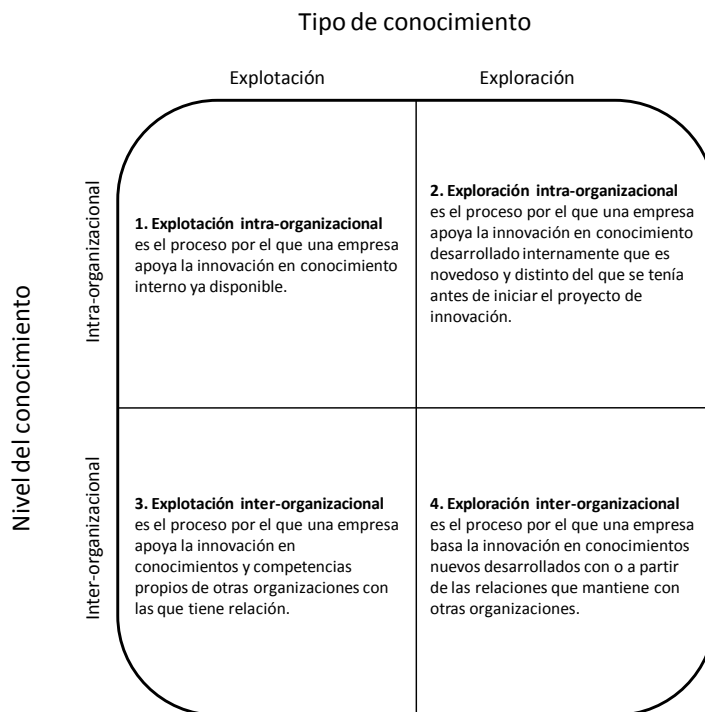 Tipo de conocimiento
Explotación
Exploración
Nivel del conocimiento
Intra-organizacional
1. Explotación intra-organizacional
es el proceso por el que una empresa
apoya la innovación en conocimiento
interno ya disponible.
2. Exploración intra-organizacional
es el proceso por el que una empresa
apoya la innovación en conocimiento
desarrollado internamente que es
novedoso y distinto del que se tenía
antes de iniciar el proyecto de
innovación.
Inter-organizacional
3. Explotación inter-organizacional
es el proceso por el que una empresa
apoya la innovación en
conocimientos y competencias
propios de otras organizaciones con
las que tiene relación.
4. Exploración inter-organizacional
es el proceso por el que una empresa
basa la innovación en conocimientos
nuevos desarrollados con o a partir
de las relaciones que mantiene con
otras organizaciones.